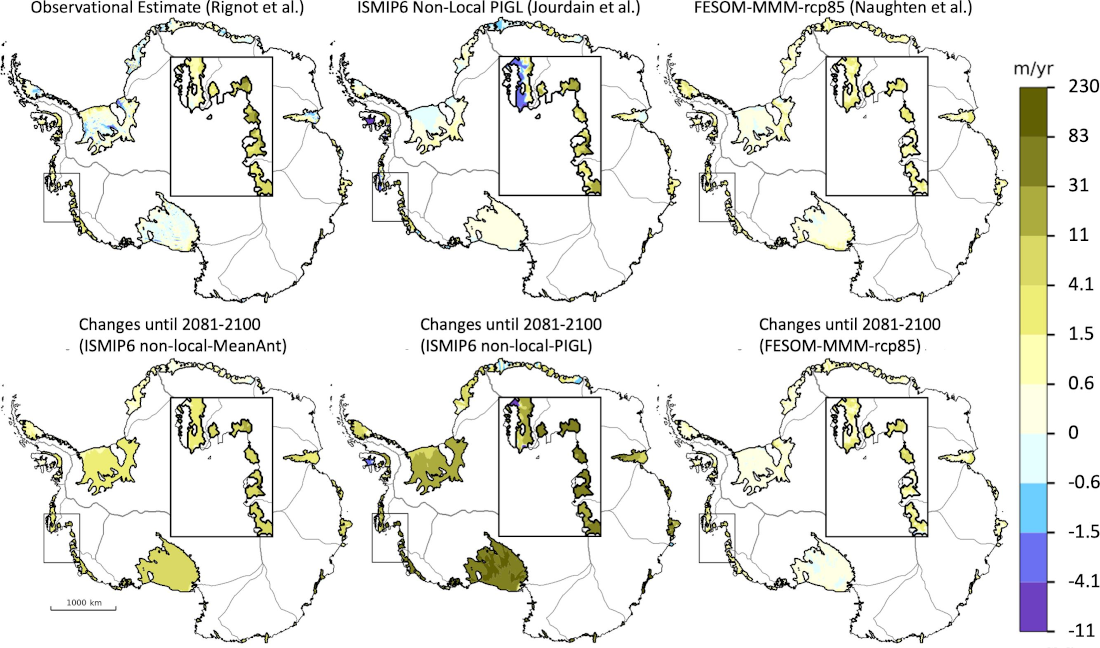 Observational Estimate (Rignot et al.)
ISMIP6 Non-Local PIGL (Jourdain et al.)
FESOM-MMM-rcp85 (Naughten et al.)
m/yr
230
83
31
11
4.1
1.5
0.6
0
-0.6
-1.5
-4.1
-11
Changes until 2081-2100
(ISMIP6 non-local-MeanAnt)
Changes until 2081-2100
(ISMIP6 non-local-PIGL)
Changes until 2081-2100
(FESOM-MMM-rcp85)
1000 km